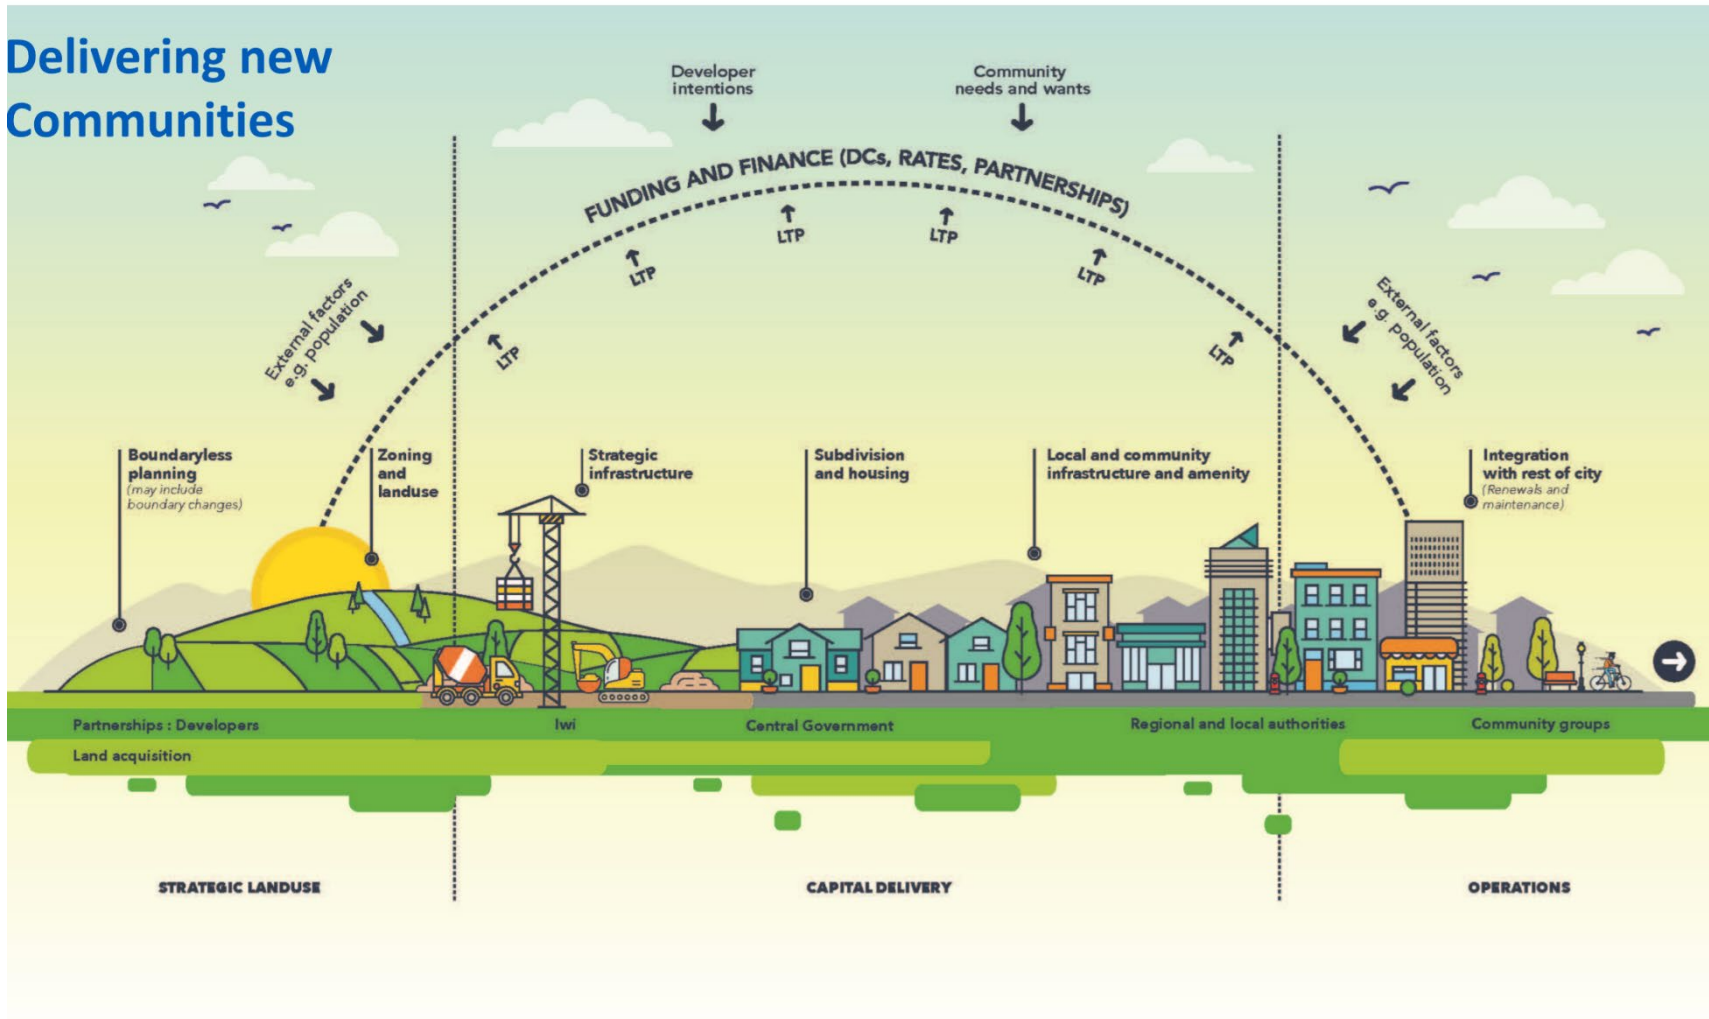 Delivering new
Communities
Developer
intentions
Community
needs and wants
FUNDING AND FINANCE (DCs, RATES, PARTNERSHIPS)
LTP
LTP
LTP
LTP
LTP
LTP
External factors
e.g. population
External factors
e.g. population
Boundaryless
planning
(may include
boundary changes)
Zoning
and
landuse
Strategic
infrastructure
Subdivision
and housing
Local and community
infrastructure and amenity
Integration
with rest of city
(Renewals and
maintenance)
Partnerships : Developers
Iwi
Central Government
Regional and local authorities
Community groups
Land acquisition
STRATEGIC LANDUSE
CAPITAL DELIVERY
OPERATIONS